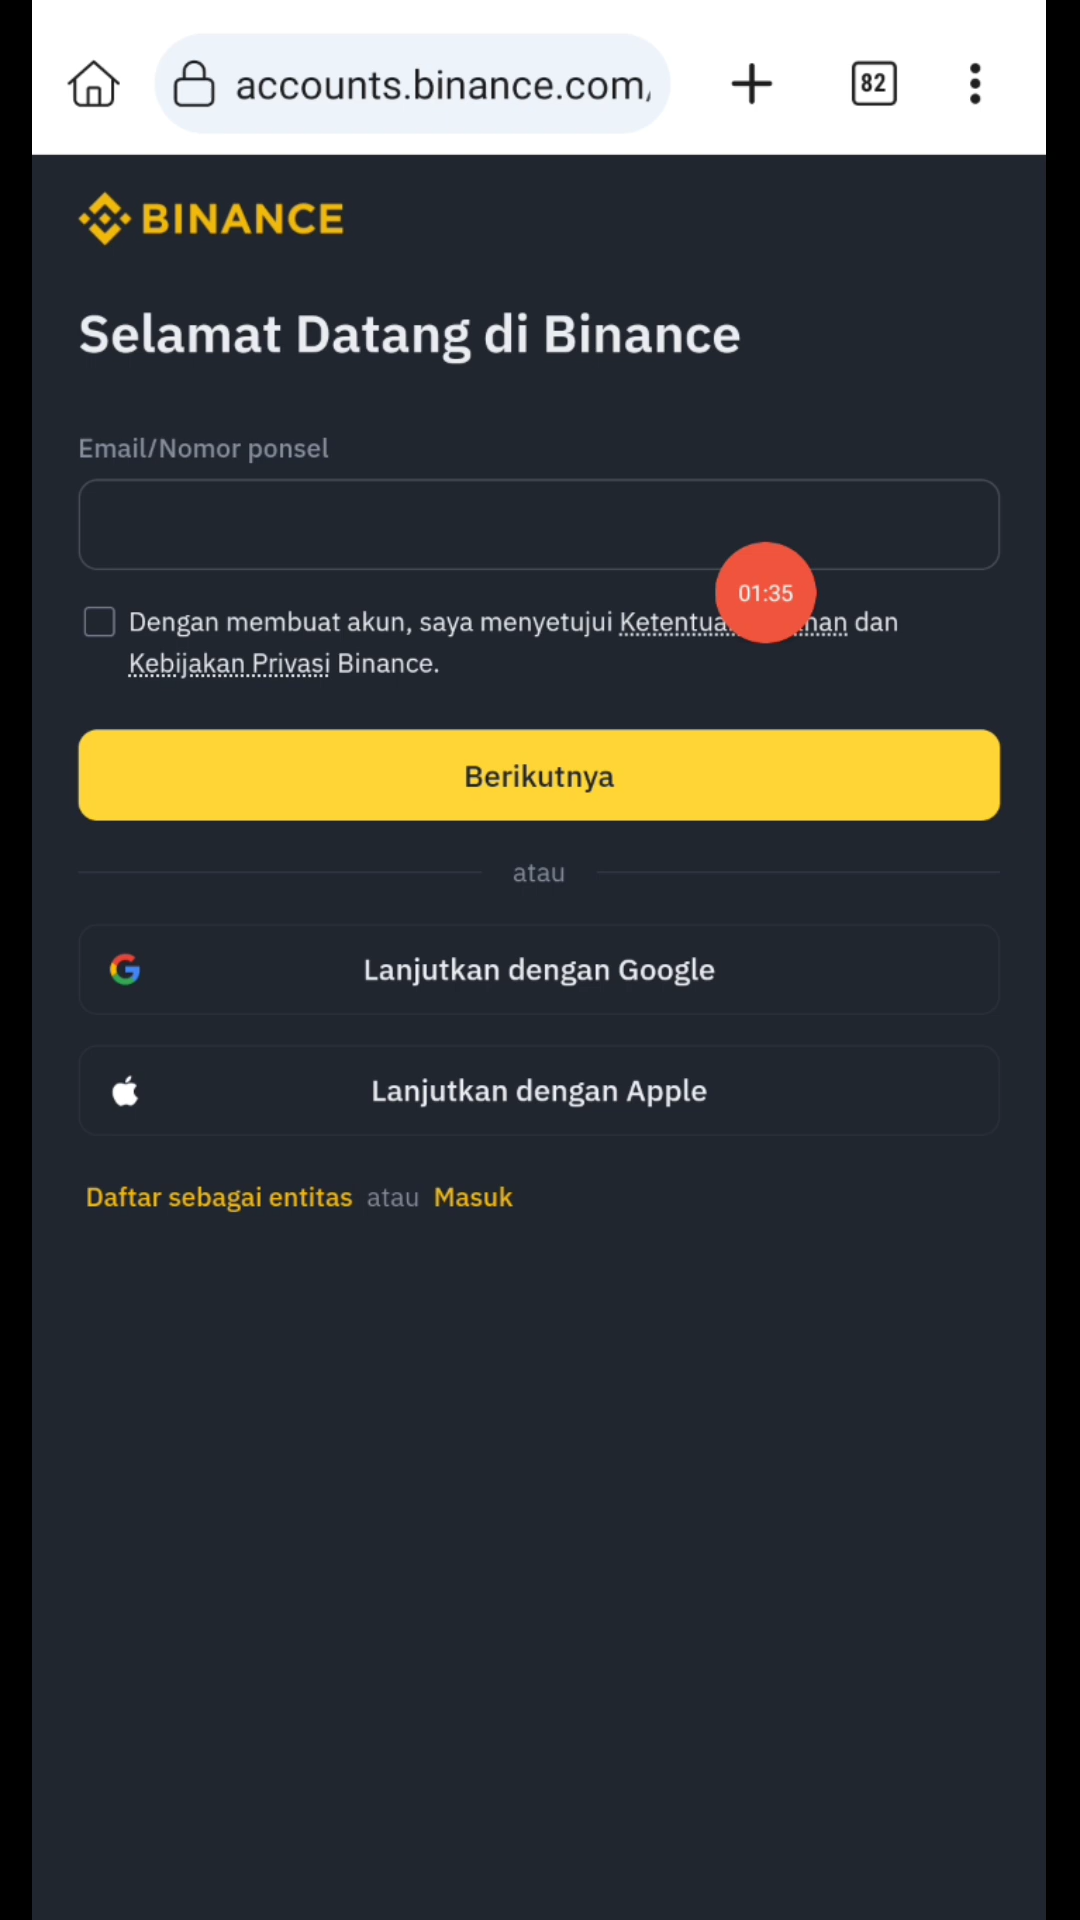 accounts.binance.com,
82
BINANCE
Selamat Datang di Binance
Email/Nomor ponsel
01:35
Dengan membuat akun, saya menyetujui dan
Kebijakan Privasi Binance.
Berikutnya
atau
Lanjutkan dengan Google
Lanjutkan dengan Apple
Daftar sebagai entitas atau Masuk